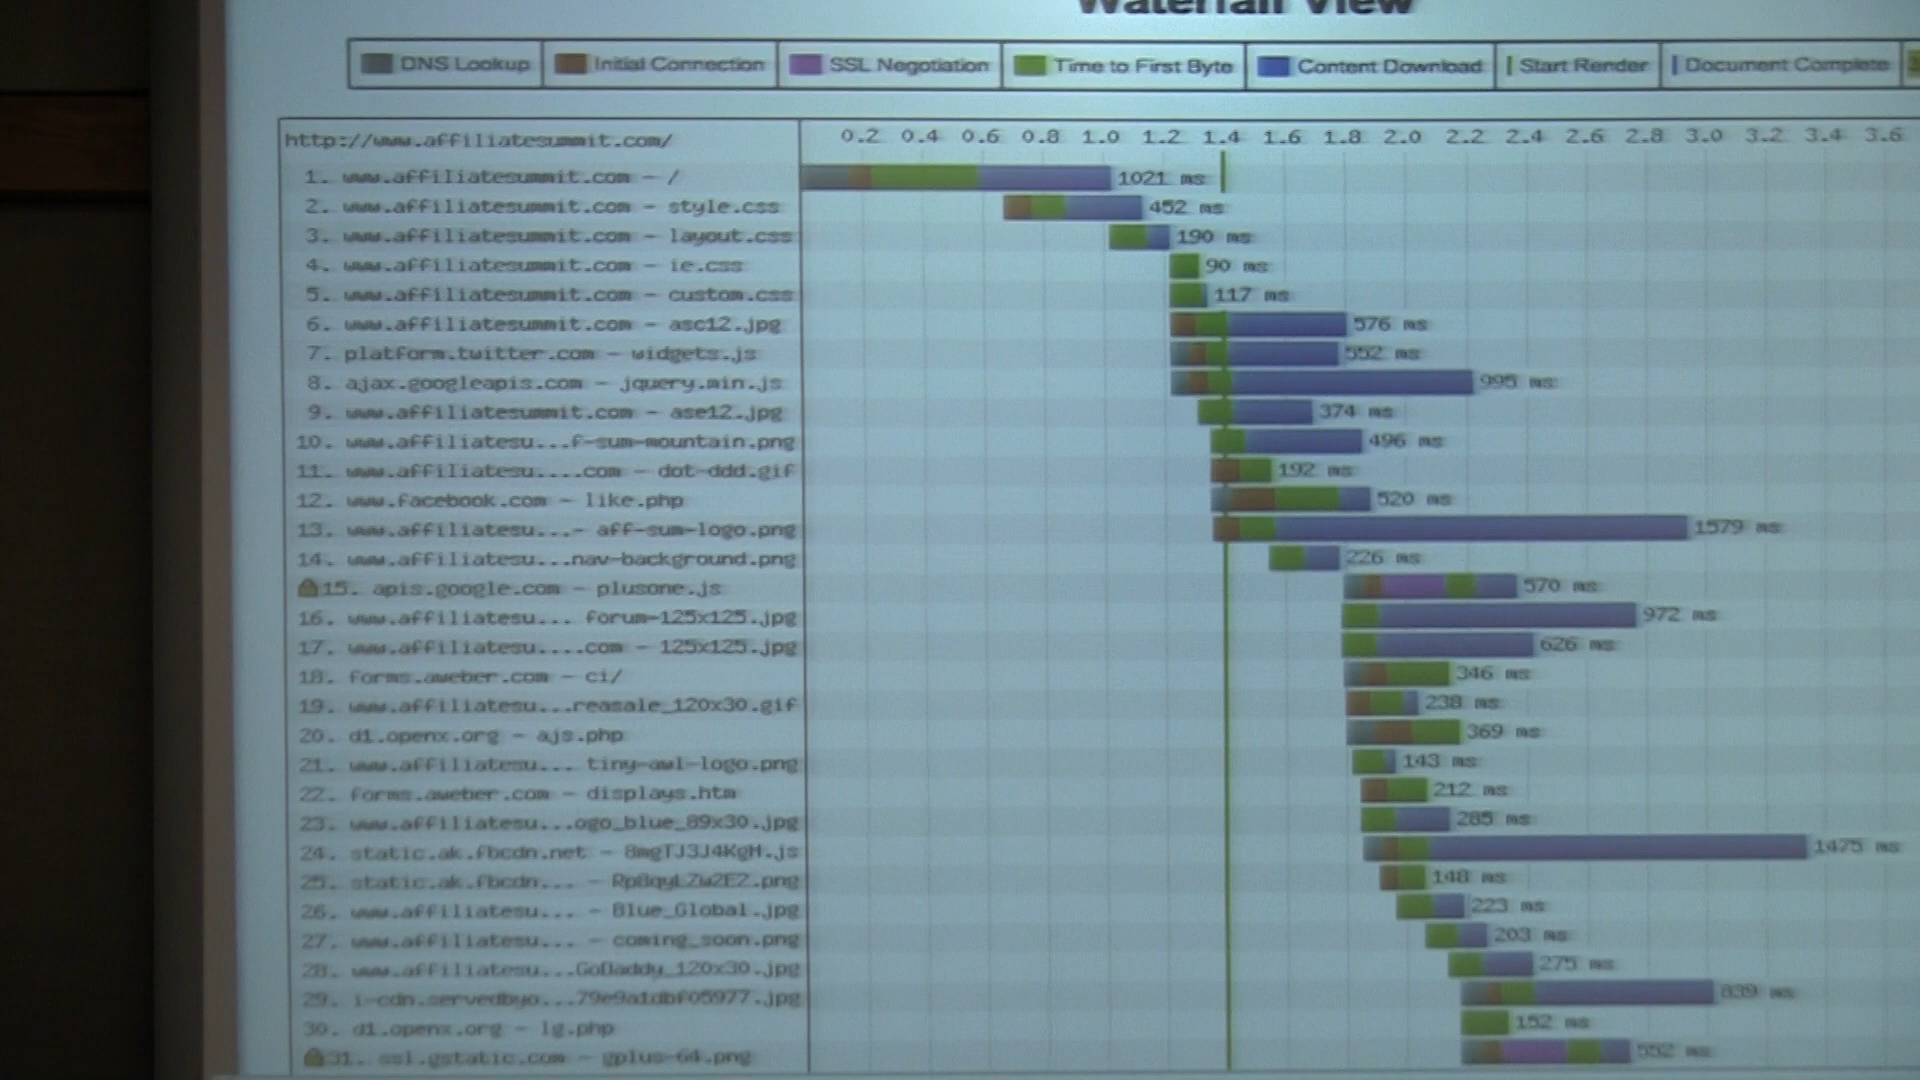 Waterfall View
DNS Lookup Initial Connection SSL Negotiation Time to First Byte Content Download Start Render Document Complete
http://www.affiliatesummit.com/ 0.2 0.4 0.6 0.8 1.0 1.2 1.4 1.6 1.8 2.0 2.2 2.4 2.6 2.8 3.0 3.2 3.4 3.6
1. www.affiliatesummit.com - / 1021 ms
2. www.affiliatesummit.com - style.css 452 ms
3. www.affiliatesummit.com - layout.css 190 ms
4. www.affiliatesummit.com - ie.css 90 ms
5. www.affiliatesummit.com - custom.css 117 ms
6. www.affiliatesummit.com - asc12.jpg 576 ms
7. platform.twitter.com - widgets.js 552 ms
8. ajax.googleapis.com - jquery.min.js 995 ms
9. www.affiliatesummit.com - ase12.jpg 374 ms
10. www.affiliatesu...f-sum-mountain.png 496 ms
11. www.affiliatesu....com - dot-ddd.gif 192 ms
12. www.facebook.com - like.php 520 ms
13. www.affiliatesu...- aff-sum-logo.png 1579 ms
14. www.affiliatesu...nav-background.png 226 ms
15. apis.google.com - plusone.js 570 ms
16. www.affiliatesu... forum-125x125.jpg 972 ms
17. www.affiliatesu....com - 125x125.jpg 626 ms
18. forms.aweber.com - ci/ 346 ms
19. www.affiliatesu...reasale_120x30.gif 238 ms
20. d1.openx.org - ajs.php 369 ms
21. www.affiliatesu... tiny-awl-logo.png 143 ms
22. forms.aweber.com - displays.htm 212 ms
23. www.affiliatesu...ogo_blue_89x30.jpg 285 ms
24. static.ak.fbcdn.net - 8mgTJ3J4KgH.js 1475 ms
25. static.ak.fbcdn... - Rp8qyLZw2E2.png 148 ms
26. www.affiliatesu... - Blue_Global.jpg 223 ms
27. www.affiliatesu... - coming_soon.png 203 ms
28. www.affiliatesu...GoDaddy_120x30.jpg 275 ms
29. i-cdn.servedbyo...79e9a1dbf05977.jpg 839 ms
30. d1.openx.org - lg.php 152 ms
31. ssl.gstatic.com - gplus-64.png 552 ms